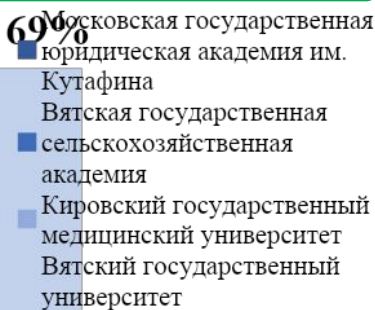 69%
Московская государственная
юридическая академия им.
Кутафина
Вятская государственная
сельскохозяйственная
академия
Кировский государственный
медицинский университет
Вятский государственный
университет